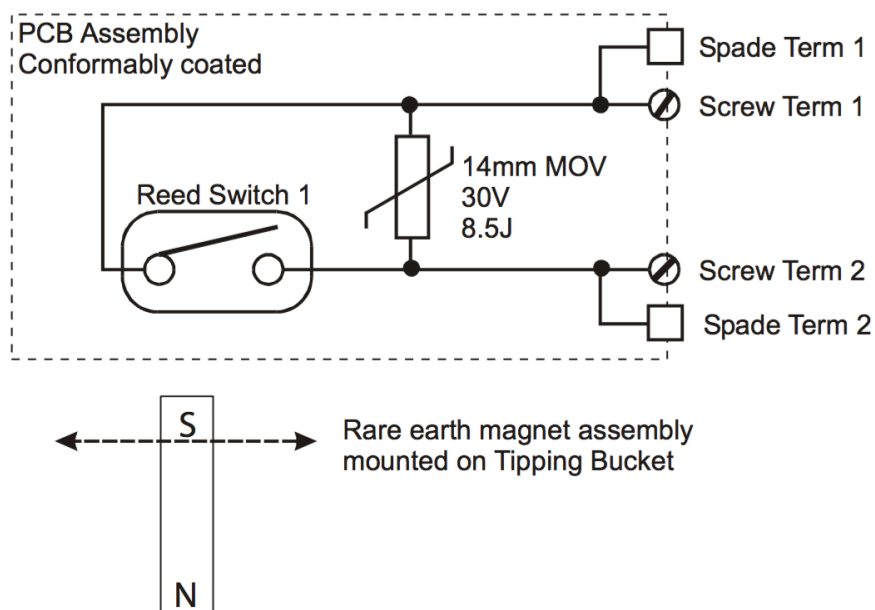 PCB Assembly
Conformably coated
Spade Term 1
Screw Term 1
14mm MOV
30V
8.5J
Reed Switch 1
Screw Term 2
Spade Term 2
S
Rare earth magnet assembly
mounted on Tipping Bucket
N